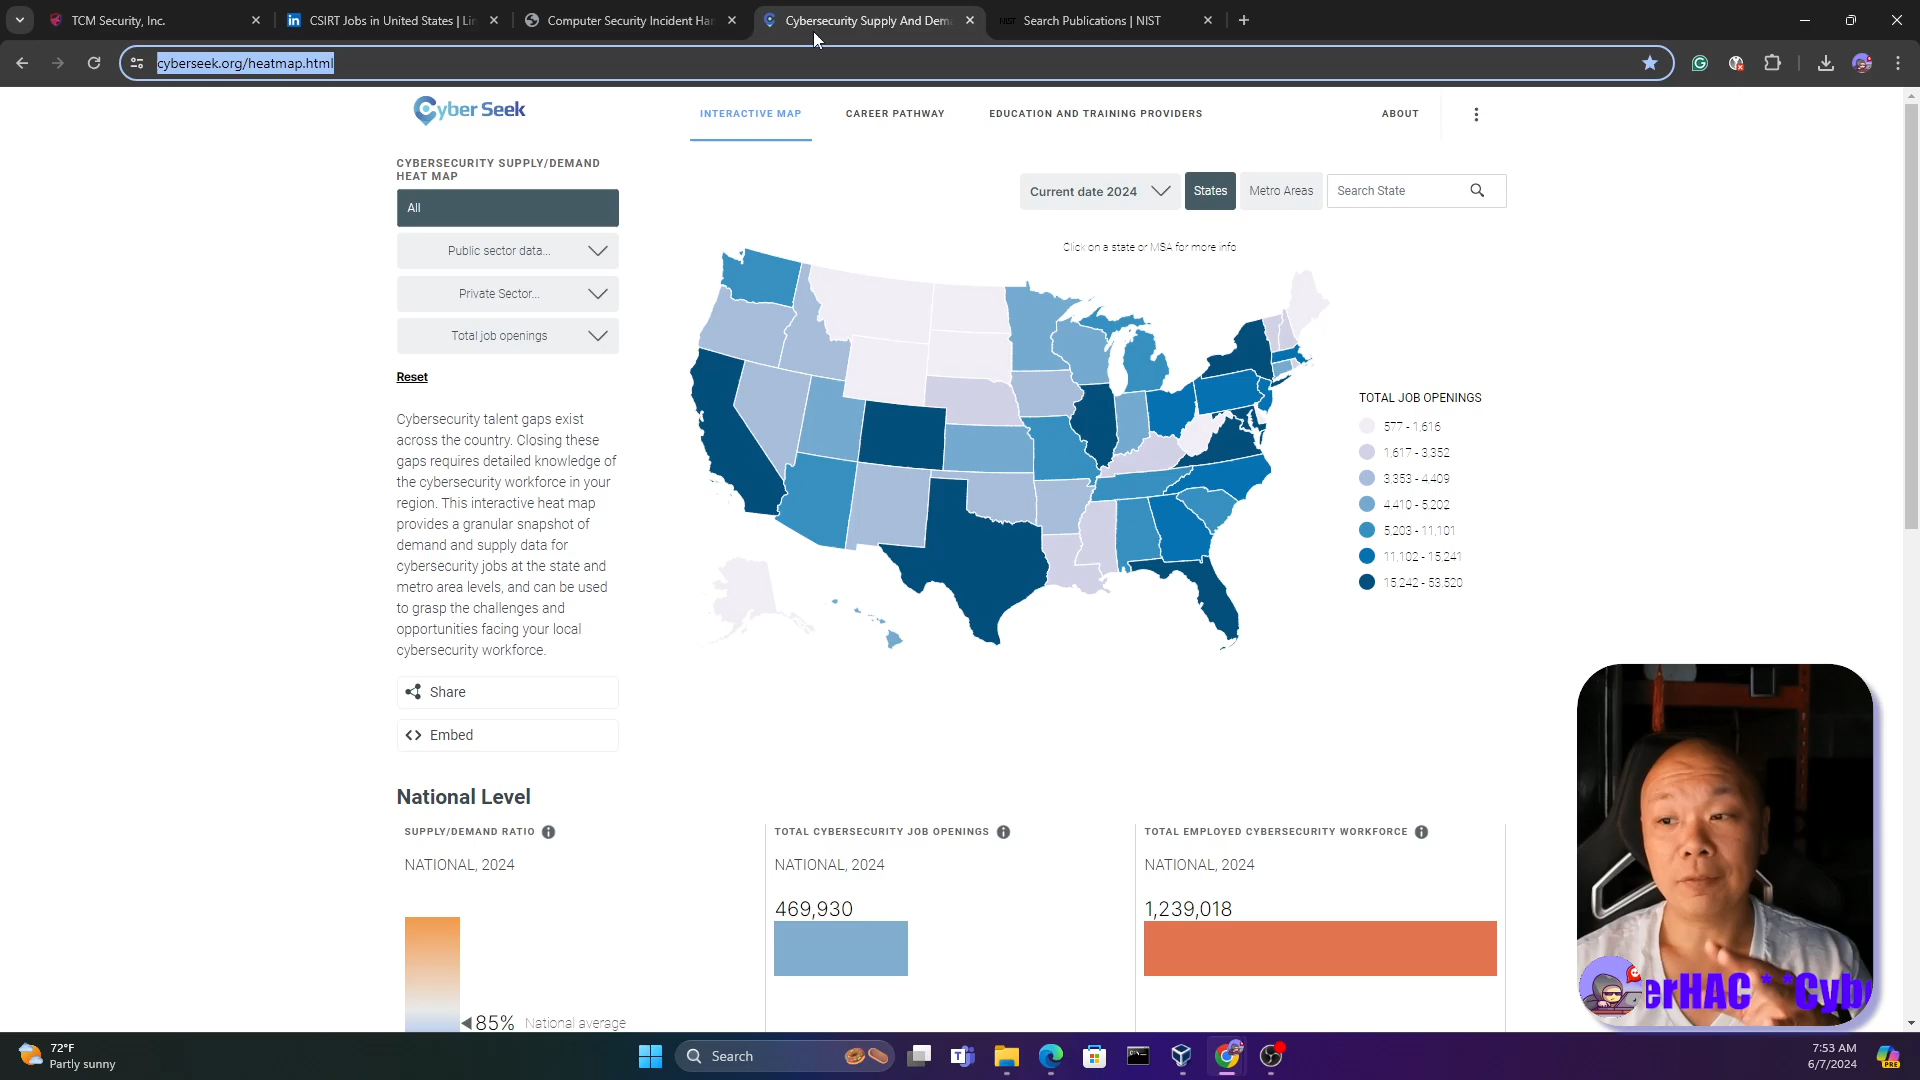 TCM Security, Inc.
CSIRT Jobs in United States | Lin
Computer Security Incident Han
Cybersecurity Supply And Dem
NIST Search Publications | NIST
cyberseek.org/heatmap.html
Cyber Seek
INTERACTIVE MAP
CAREER PATHWAY
EDUCATION AND TRAINING PROVIDERS
ABOUT
CYBERSECURITY SUPPLY/DEMAND
HEAT MAP
All
Public sector data...
Private Sector...
Total job openings
Reset
Cybersecurity talent gaps exist
across the country. Closing these
gaps requires detailed knowledge of
the cybersecurity workforce in your
region. This interactive heat map
provides a granular snapshot of
demand and supply data for
cybersecurity jobs at the state and
metro area levels, and can be used
to grasp the challenges and
opportunities facing your local
cybersecurity workforce.
Share
Embed
Current date 2024
States
Metro Areas
Search State
Click on a state or MSA for more info
TOTAL JOB OPENINGS
577 - 1,616
1,617 - 3,352
3,353 - 4,409
4,410 - 5,202
5,203 - 11,101
11,102 - 15,241
15,242 - 53,520
National Level
SUPPLY/DEMAND RATIO
NATIONAL, 2024
85% National average
TOTAL CYBERSECURITY JOB OPENINGS
NATIONAL, 2024
469,930
TOTAL EMPLOYED CYBERSECURITY WORKFORCE
NATIONAL, 2024
1,239,018
erHAC * *Cyb
72°F
Partly sunny
Search
7:53 AM
6/7/2024
PRE